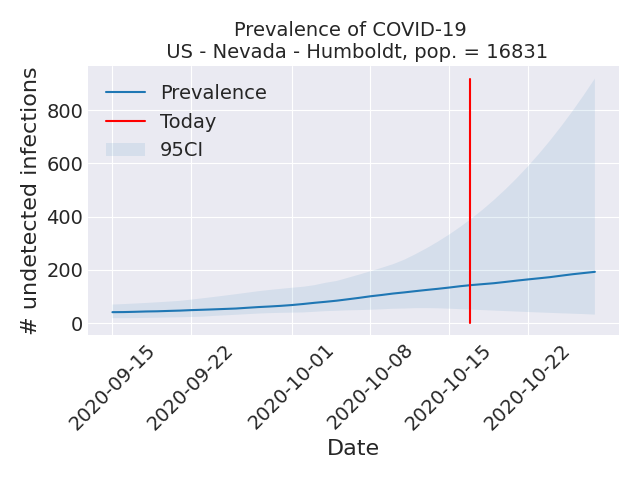 Prevalence of COVID-19
US - Nevada - Humboldt, pop. = 16831
# undetected infections
800
600
400
200
0
Prevalence
Today
95CI
2020-09-15
2020-09-22
2020-10-01
2020-10-08
2020-10-15
2020-10-22
Date